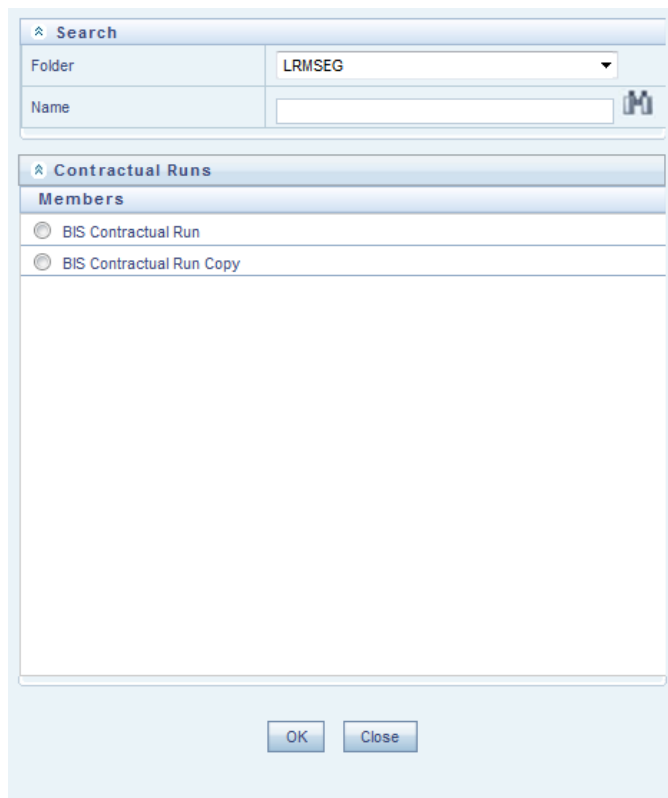 Search
Folder LRMSEG
Name
Contractual Runs
Members
BIS Contractual Run
BIS Contractual Run Copy
OK Close